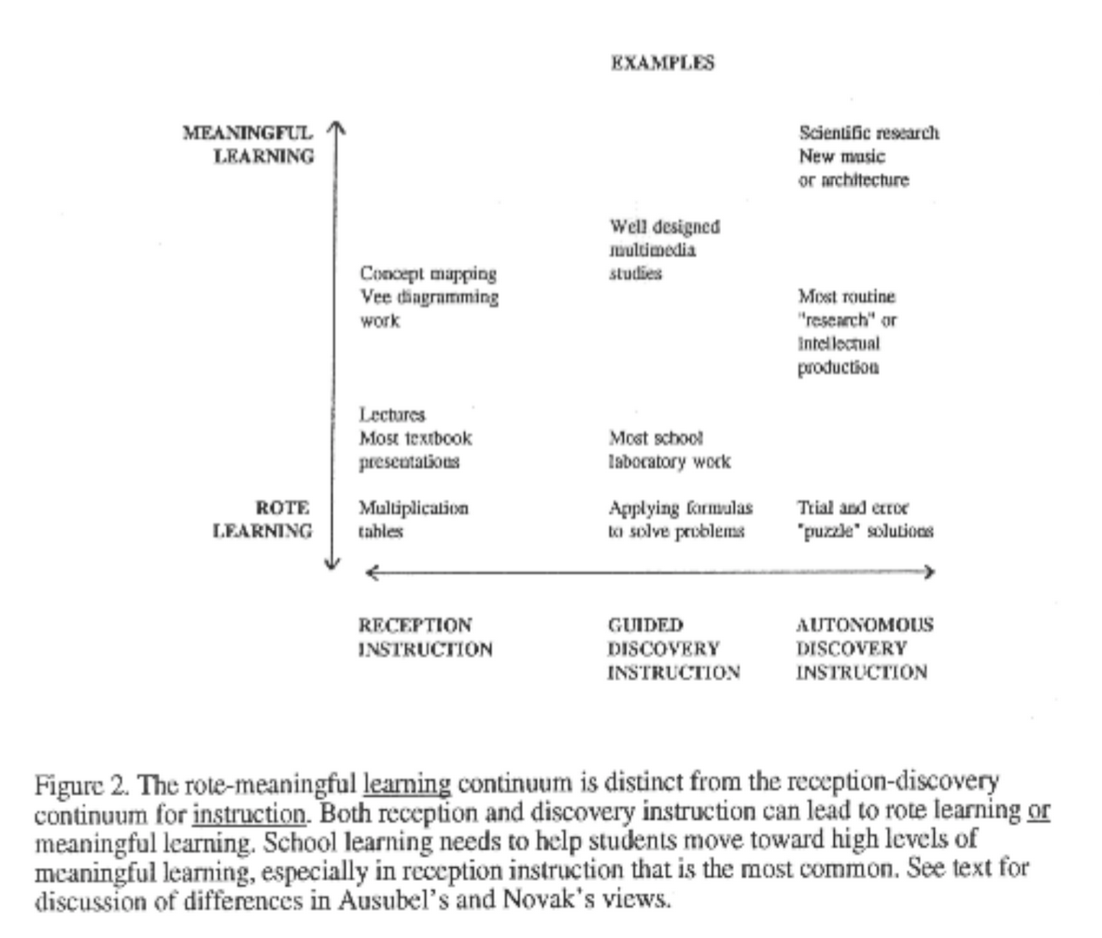 EXAMPLES
MEANINGFUL
LEARNING
Scientific research
New music
or architecture
Well designed
multimedia
studies
Concept mapping
Vee diagramming
work
Most routine
"research" or
intellectual
production
Lectures
Most textbook
presentations
Most school
laboratory work
ROTE
LEARNING
Multiplication
tables
Applying formulas
to solve problems
Trial and error
"puzzle" solutions
RECEPTION
INSTRUCTION
GUIDED
DISCOVERY
INSTRUCTION
AUTONOMOUS
DISCOVERY
INSTRUCTION
Figure 2. The rote-meaningful learning continuum is distinct from the reception-discovery
continuum for instruction. Both reception and discovery instruction can lead to rote learning or
meaningful learning. School learning needs to help students move toward high levels of
meaningful learning, especially in reception instruction that is the most common. See text for
discussion of differences in Ausubel's and Novak's views.